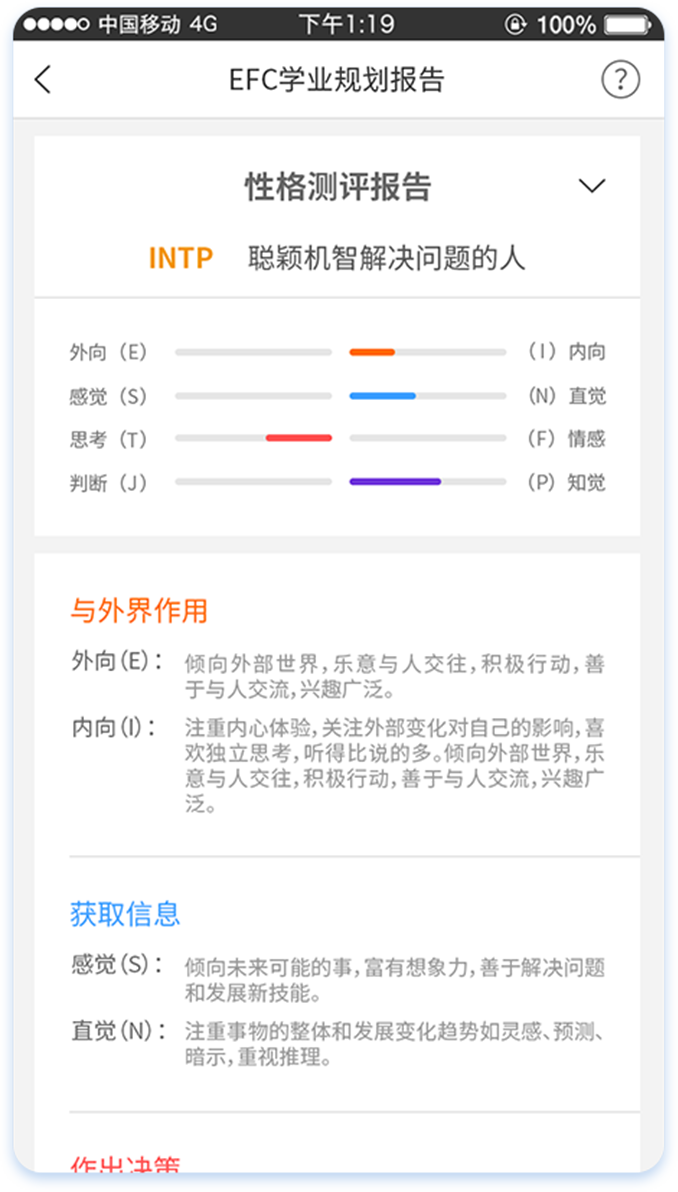 中国移动 4G 下午1:19 100%
EFC学业规划报告 ?
性格测评报告
INTP 聪颖机智解决问题的人
外向（E） （I）内向
感觉（S） （N）直觉
思考（T） （F）情感
判断（J） （P）知觉
与外界作用
外向(E)： 倾向外部世界，乐意与人交往，积极行动，善
于与人交流，兴趣广泛。
内向(I)： 注重内心体验，关注外部变化对自己的影响，喜
欢独立思考，听得比说的多。倾向外部世界，乐
意与人交往，积极行动，善于与人交流，兴趣广
泛。
获取信息
感觉(S)： 倾向未来可能的事，富有想象力，善于解决问题
和发展新技能。
直觉(N)： 注重事物的整体和发展变化趋势如灵感、预测、
暗示，重视推理。
作出决策